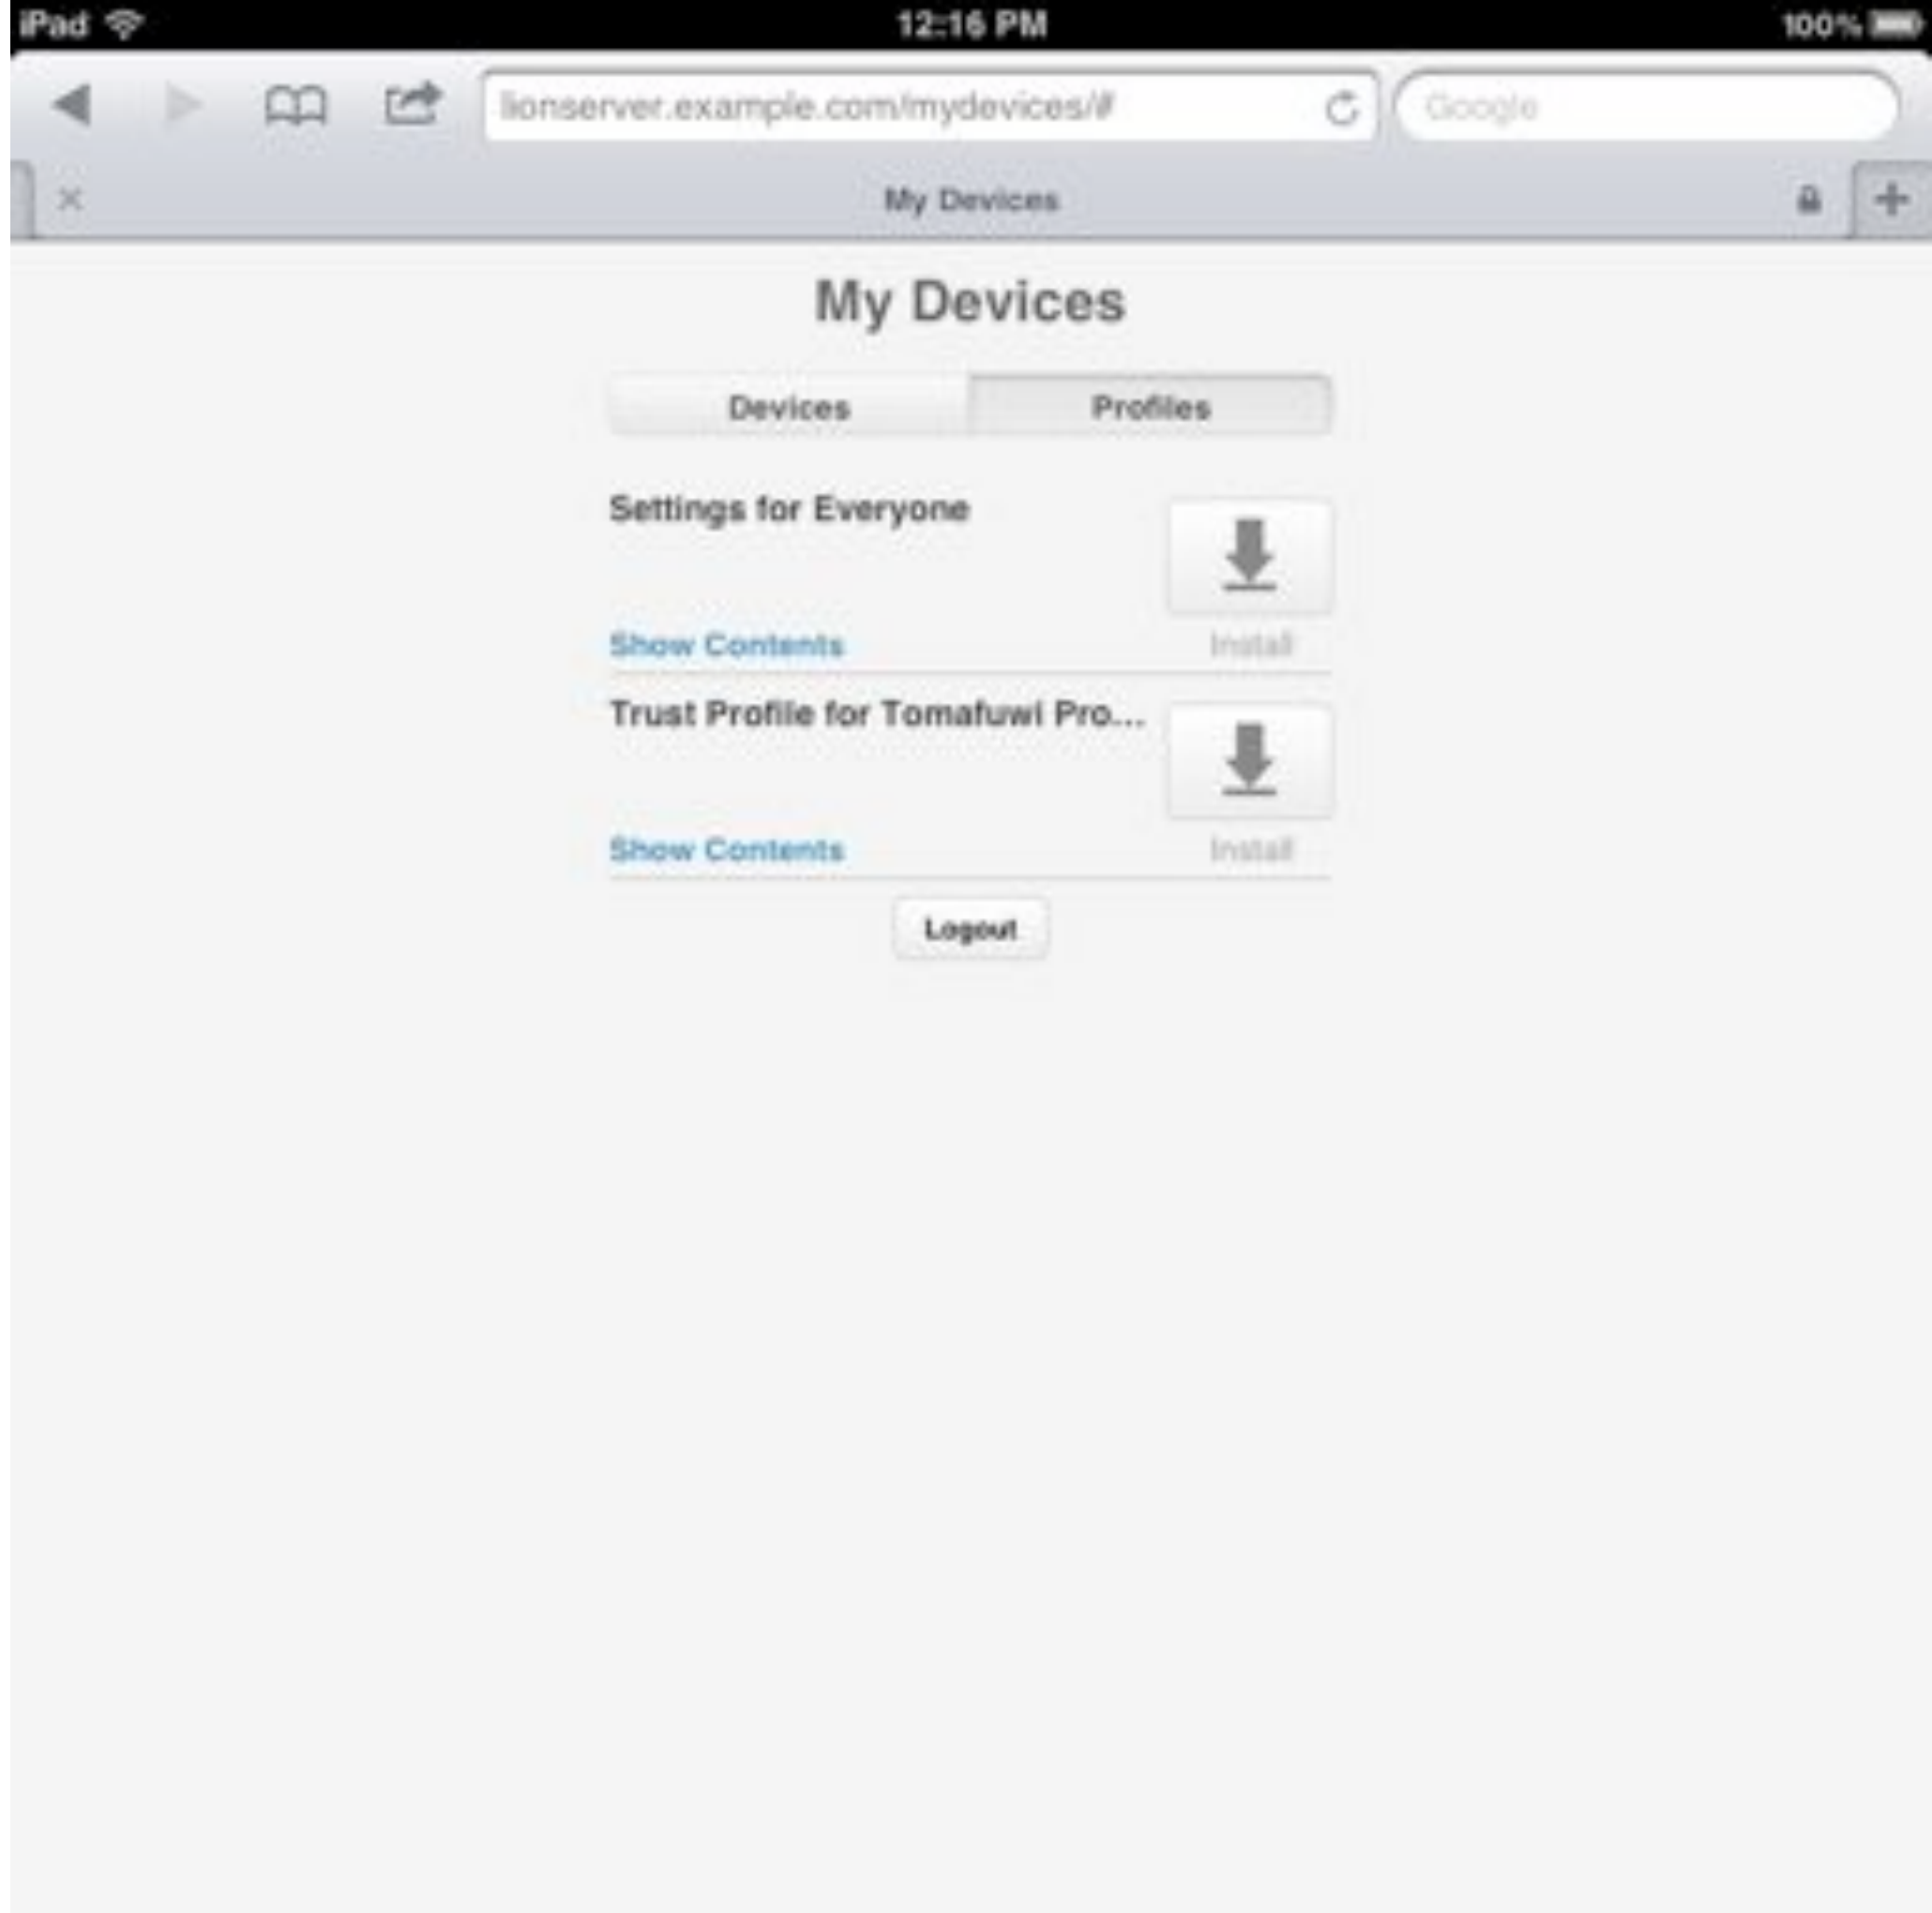 iPad 12:16 PM 100%
lionserver.example.com/mydevices/# Google
My Devices
My Devices
Devices Profiles
Settings for Everyone
Show Contents Install
Trust Profile for Tomafuwi Pro...
Show Contents Install
Logout